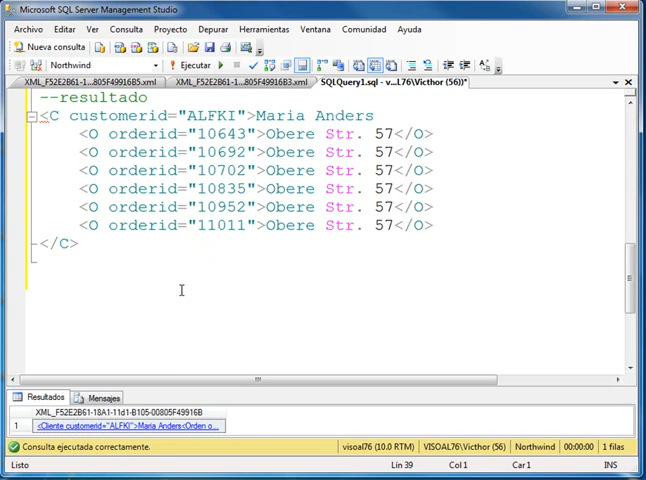 Microsoft SQL Server Management Studio
Archivo Editar Ver Consulta Proyecto Depurar Herramientas Ventana Comunidad Ayuda
Nueva consulta
Northwind Ejecutar
XML_F52E2B61-1...805F49916B5.xml XML_F52E2B61-1...805F49916B3.xml SQLQuery1.sql - v...L76\Victhor (56))*
--resultado
<C customerid="ALFKI">Maria Anders
<O orderid="10643">Obere Str. 57</O>
<O orderid="10692">Obere Str. 57</O>
<O orderid="10702">Obere Str. 57</O>
<O orderid="10835">Obere Str. 57</O>
<O orderid="10952">Obere Str. 57</O>
<O orderid="11011">Obere Str. 57</O>
</C>
Resultados Mensajes
XML_F52E2B61-18A1-11d1-B105-00805F49916B
1 <Cliente customerid="ALFKI">Maria Anders<Orden o...
Consulta ejecutada correctamente. visoal76 (10.0 RTM) VISOAL76\Victhor (56) Northwind 00:00:00 1 filas
Listo Lín 39 Col 1 Car 1 INS